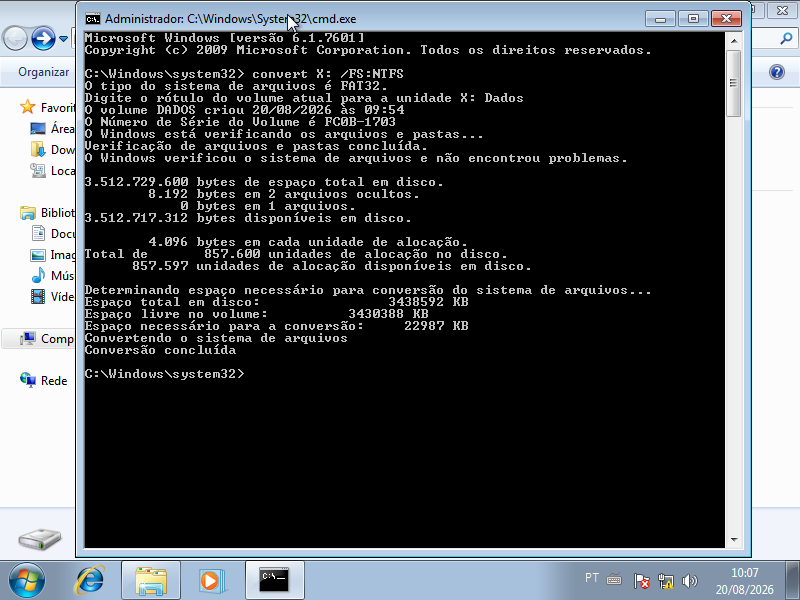 Administrador: C:\Windows\System32\cmd.exe
Microsoft Windows [versão 6.1.7601]
Copyright (c) 2009 Microsoft Corporation. Todos os direitos reservados.
C:\Windows\system32> convert X: /FS:NTFS
O tipo do sistema de arquivos é FAT32.
Digite o rótulo do volume atual para a unidade X: Dados
O volume DADOS criou 20/08/2026 às 09:54
O Número de Série do Volume é FC0B-1703
O Windows está verificando os arquivos e pastas...
Verificação de arquivos e pastas concluída.
O Windows verificou o sistema de arquivos e não encontrou problemas.
3.512.729.600 bytes de espaço total em disco.
8.192 bytes em 2 arquivos ocultos.
0 bytes em 1 arquivos.
3.512.717.312 bytes disponíveis em disco.
4.096 bytes em cada unidade de alocação.
Total de 857.600 unidades de alocação no disco.
857.597 unidades de alocação disponíveis em disco.
Determinando espaço necessário para conversão do sistema de arquivos...
Espaço total em disco: 3438592 KB
Espaço livre no volume: 3430388 KB
Espaço necessário para a conversão: 22987 KB
Convertendo o sistema de arquivos
Conversão concluída
C:\Windows\system32>
Organizar
Favorit
Área
Dow
Loca
Bibliot
Docu
Imag
Mús
Víde
Comp
Rede
C:\_
PT
10:07
20/08/2026